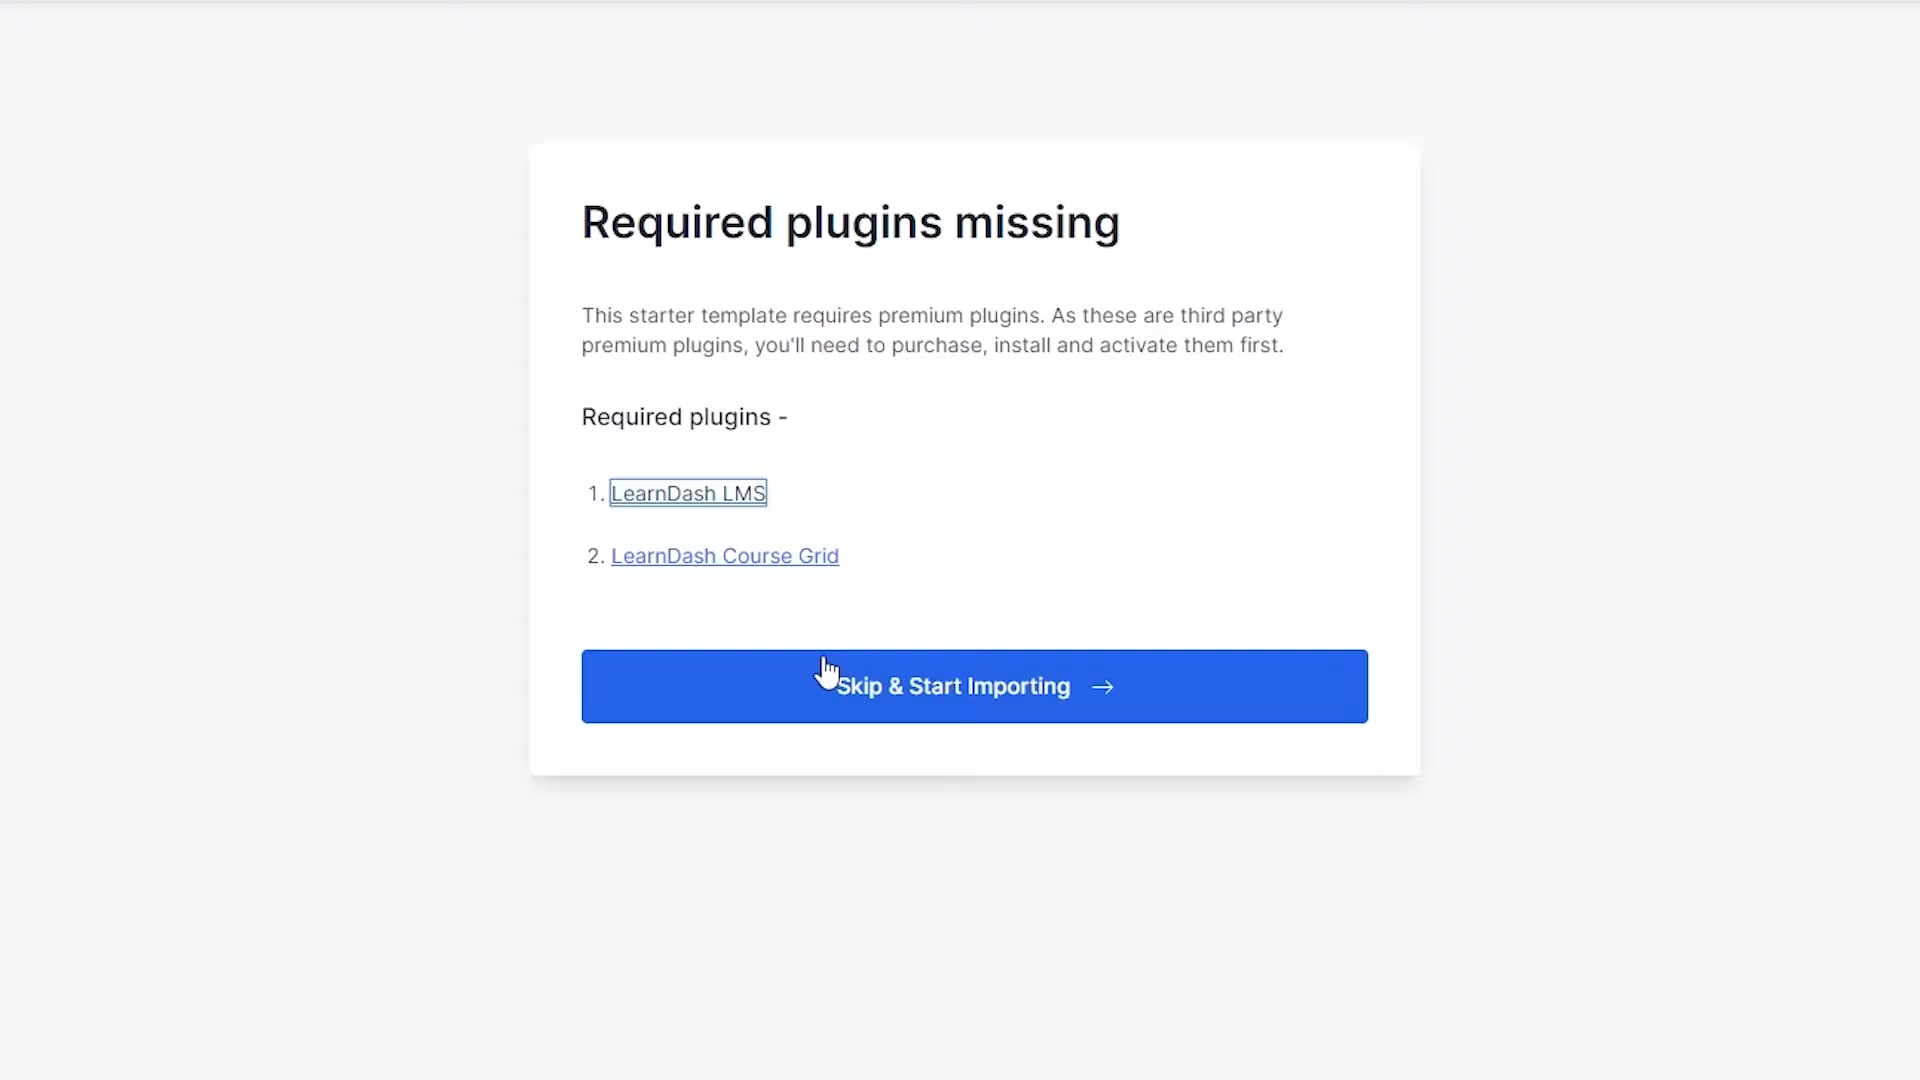 Required plugins missing
This starter template requires premium plugins. As these are third party
premium plugins, you'll need to purchase, install and activate them first.
Required plugins -
1. LearnDash LMS
2. LearnDash Course Grid
Skip & Start Importing →